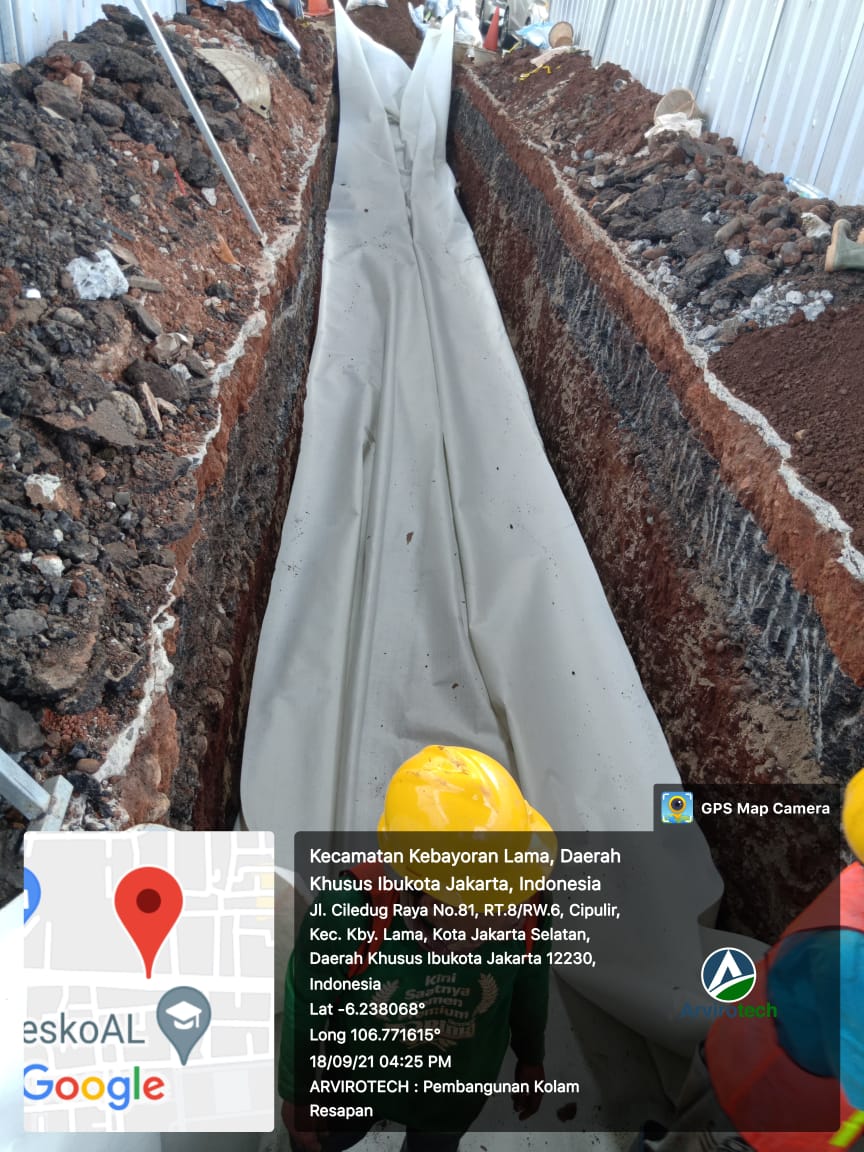 GPS Map Camera
Kecamatan Kebayoran Lama, Daerah
Khusus Ibukota Jakarta, Indonesia
Jl. Ciledug Raya No.81, RT.8/RW.6, Cipulir,
Kec. Kby. Lama, Kota Jakarta Selatan,
Daerah Khusus Ibukota Jakarta 12230,
Indonesia
Lat -6.238068°
Long 106.771615°
18/09/21 04:25 PM
ARVIROTECH : Pembangunan Kolam
Resapan
Arvirotech
eskoAL
Google
Kini
Saatnya